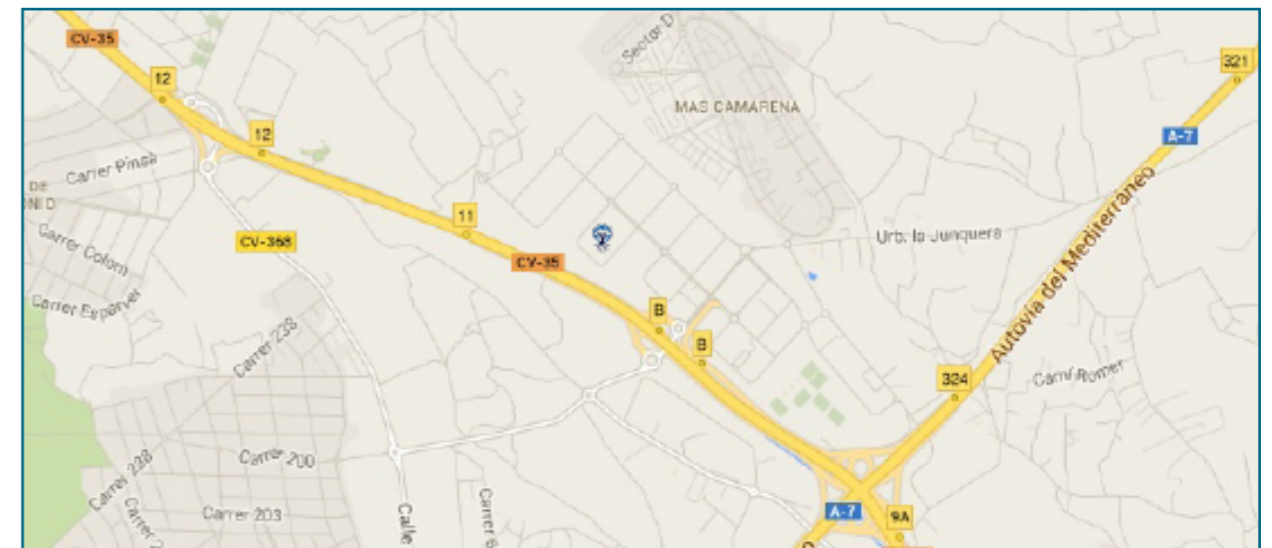 CV-35
12
Sector D
321
MAS CAMARENA
12
A-7
Carrer Pinsà
DE
11
Urb. la Junquera
Carrer Colom
CV-368
CV-35
Autovía del Mediterráneo
Carrer Esparver
B
Carrer 238
B
324
Camí Romer
Carrer 200
Carrer 238
Carrer 203
Calle
A-7
9A